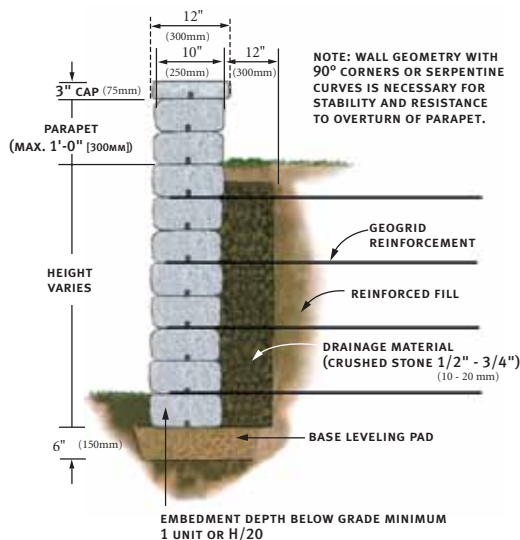 12"
(300mm)
10"
(250mm)
12"
(300mm)
NOTE: WALL GEOMETRY WITH
90° CORNERS OR SERPENTINE
CURVES IS NECESSARY FOR
STABILITY AND RESISTANCE
TO OVERTURN OF PARAPET.
3" CAP (75mm)
PARAPET
(MAX. 1'-0" [300MM])
GEOGRID
REINFORCEMENT
HEIGHT
VARIES
REINFORCED FILL
DRAINAGE MATERIAL
(CRUSHED STONE 1/2" - 3/4")
(10 - 20 mm)
BASE LEVELING PAD
6" (150mm)
EMBEDMENT DEPTH BELOW GRADE MINIMUM
1 UNIT OR H/20